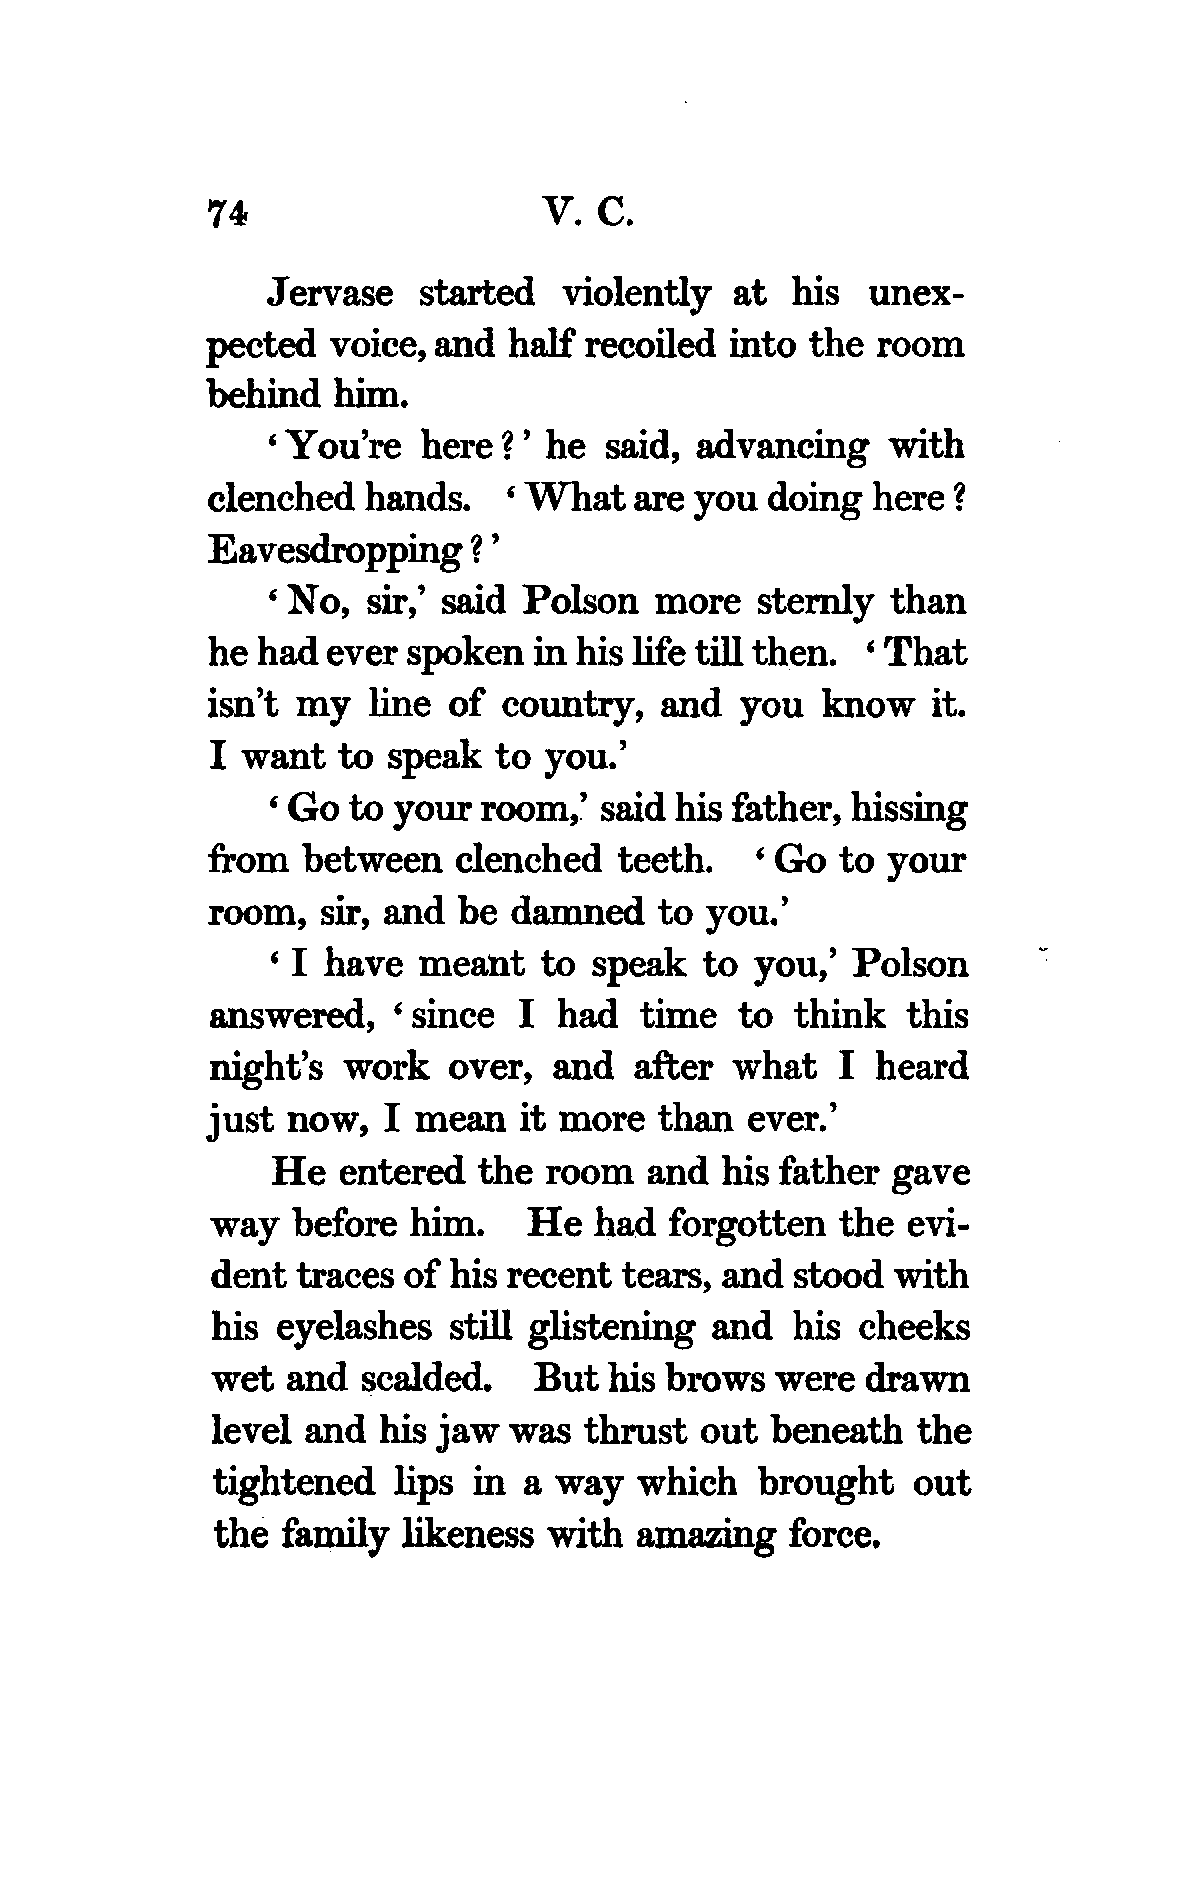 74 V. C.
Jervase started violently at his unex-
pected voice, and half recoiled into the room
behind him.
‘You're here?’ he said, advancing with
clenched hands. ‘What are you doing here?
Eavesdropping?’
‘No, sir,’ said Polson more sternly than
he had ever spoken in his life till then. ‘That
isn't my line of country, and you know it.
I want to speak to you.’
‘Go to your room,’ said his father, hissing
from between clenched teeth. ‘Go to your
room, sir, and be damned to you.’
‘I have meant to speak to you,’ Polson
answered, ‘since I had time to think this
night's work over, and after what I heard
just now, I mean it more than ever.’
He entered the room and his father gave
way before him. He had forgotten the evi-
dent traces of his recent tears, and stood with
his eyelashes still glistening and his cheeks
wet and scalded. But his brows were drawn
level and his jaw was thrust out beneath the
tightened lips in a way which brought out
the family likeness with amazing force.